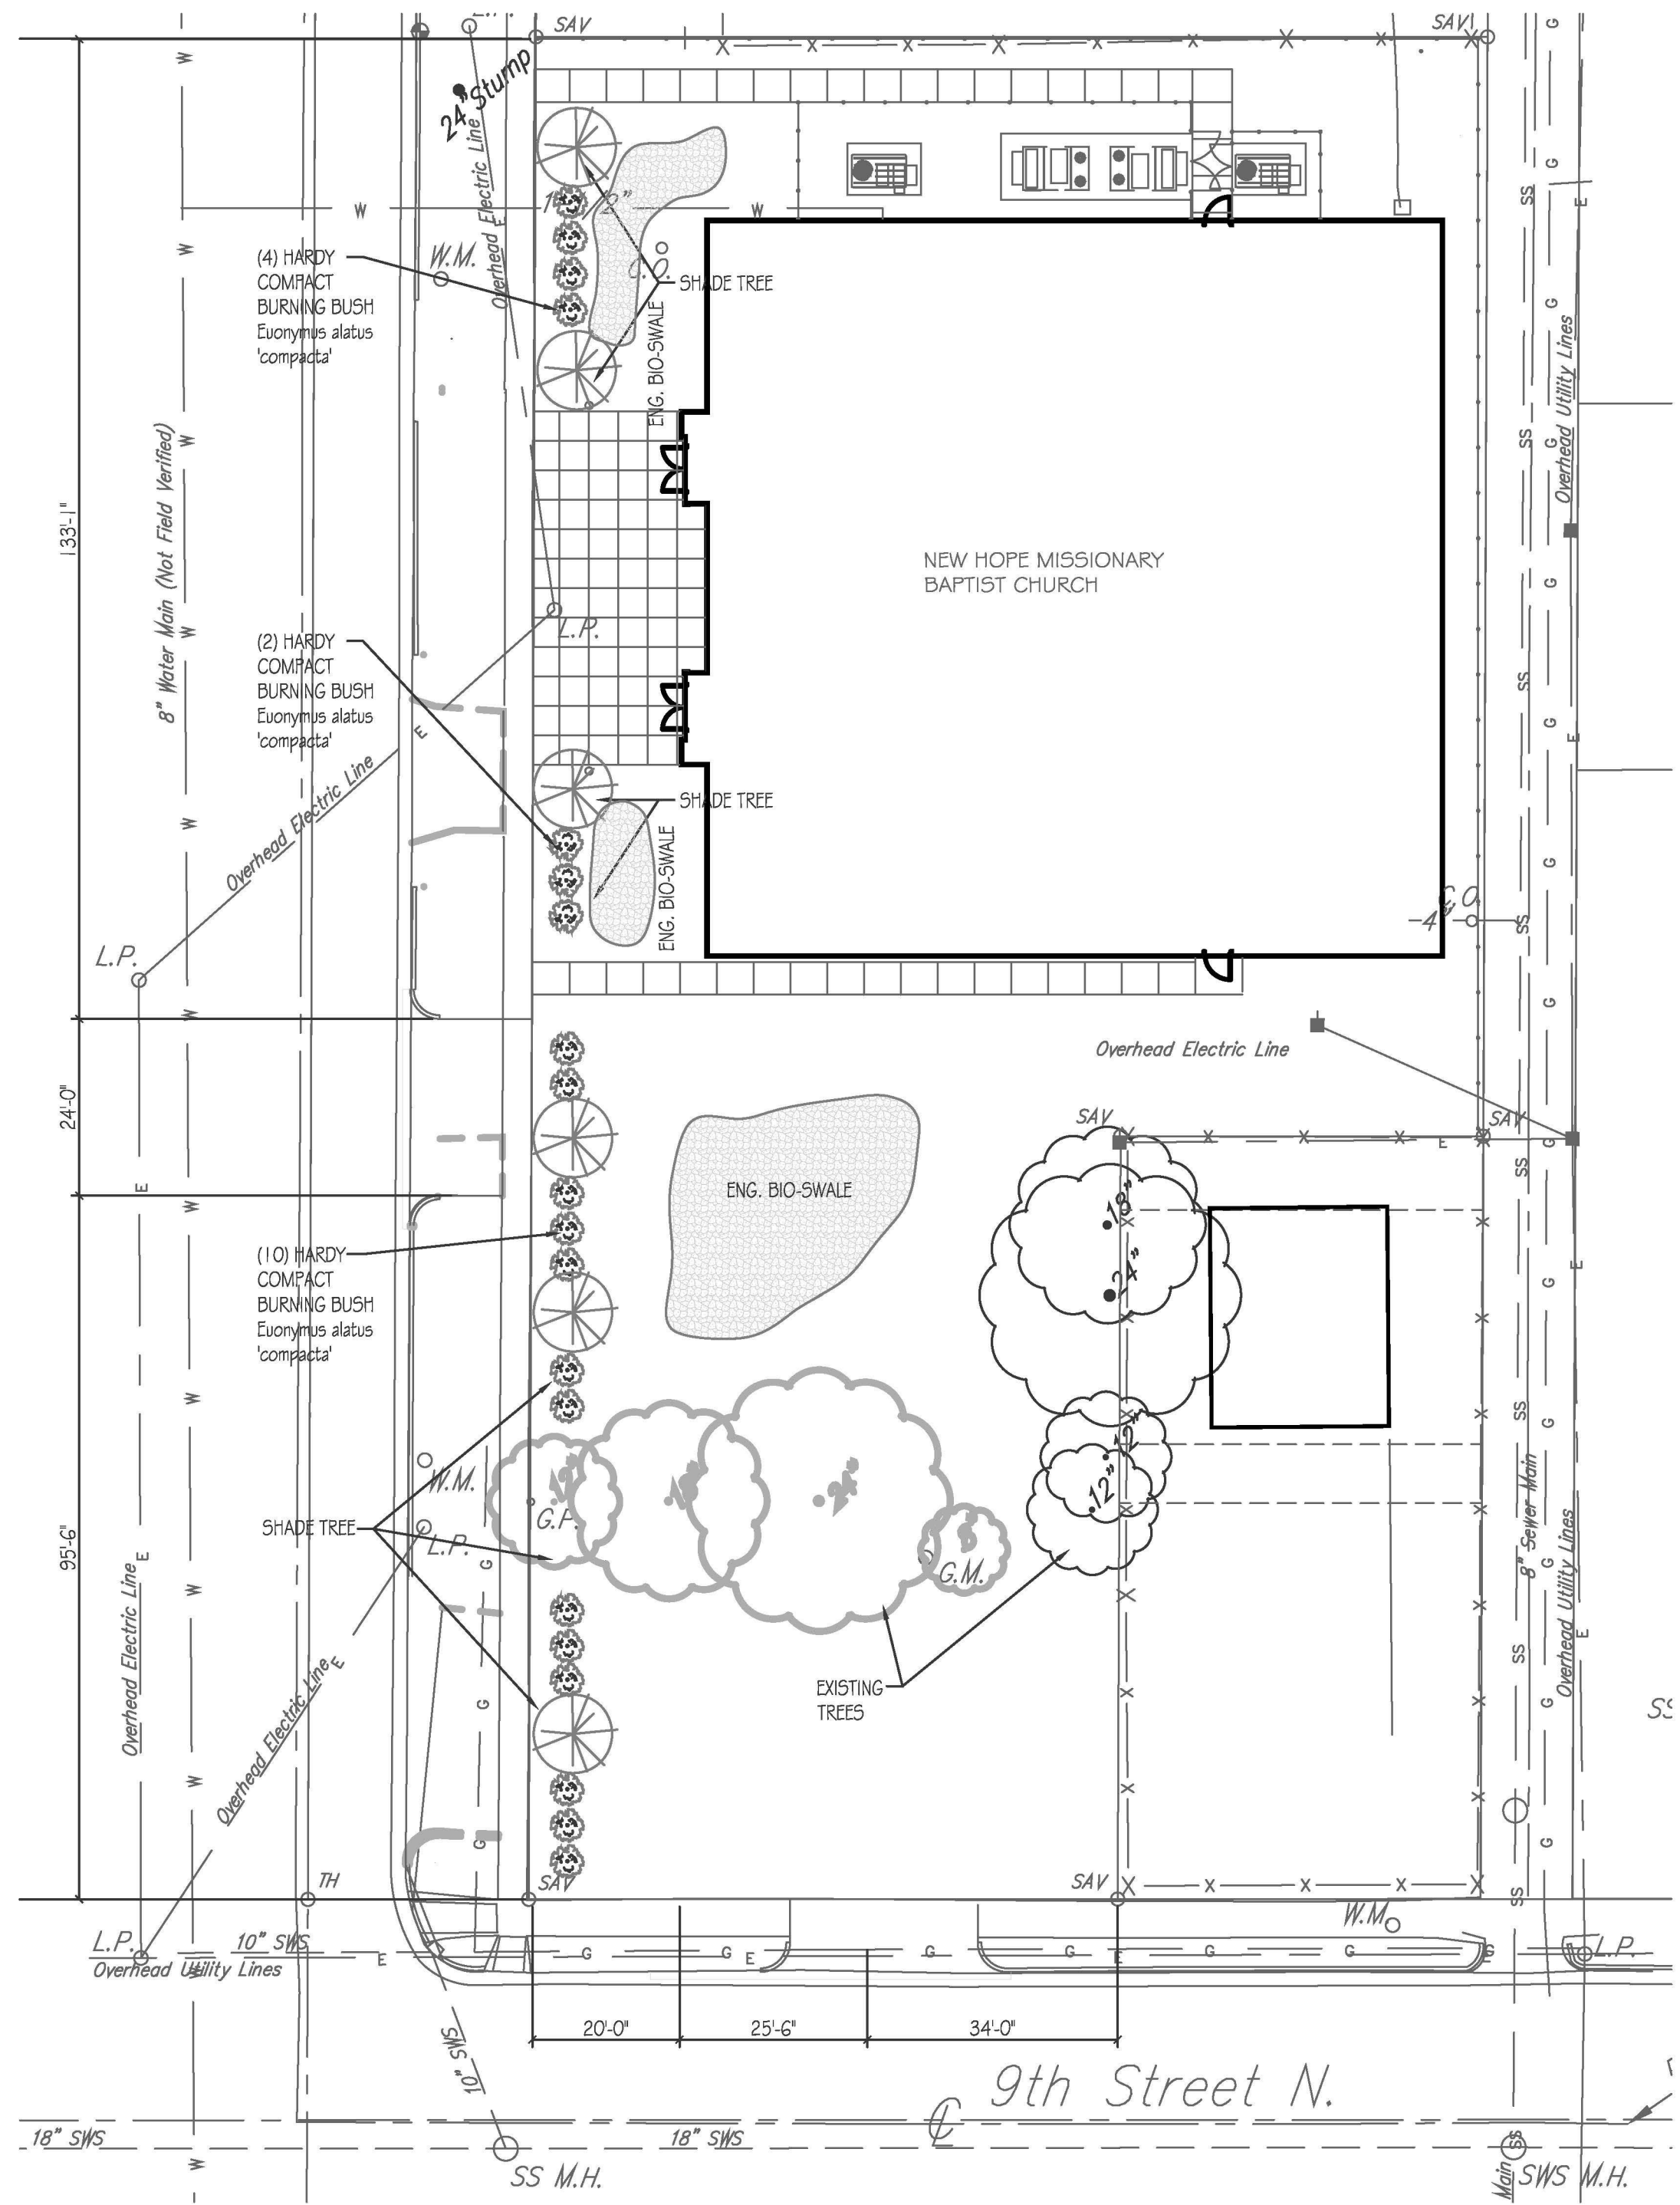 SAV
SAV
24" Stump
Overhead Electric Line
W
W
W
(4) HARDY
COMPACT
BURNING BUSH
Euonymus alatus
'compacta'
W.M.
C.O.
SHADE TREE
ENG. BIO-SWALE
133'-1"
8" Water Main (Not Field Verified)
NEW HOPE MISSIONARY
BAPTIST CHURCH
Overhead Utility Lines
L.P.
(2) HARDY
COMPACT
BURNING BUSH
Euonymus alatus
'compacta'
SHADE TREE
ENG. BIO-SWALE
Overhead Electric Line
L.P.
C.O.
4"
24'-0"
Overhead Electric Line
SAV
SAV
ENG. BIO-SWALE
18"
24"
(10) HARDY
COMPACT
BURNING BUSH
Euonymus alatus
'compacta'
12"
12"
W.M.
12"
18"
24"
G.P.
G.M.
SHADE TREE
L.P.
95'-6"
8" Sewer Main
Overhead Utility Lines
Overhead Electric Line
Overhead Electric Line
EXISTING
TREES
SS
TH
SAV
SAV
W.M.
L.P.
10" SWS
Overhead Utility Lines
L.P.
20'-0"
25'-6"
34'-0"
10" SWS
9th Street N.
18" SWS
18" SWS
SS M.H.
Main
SWS M.H.